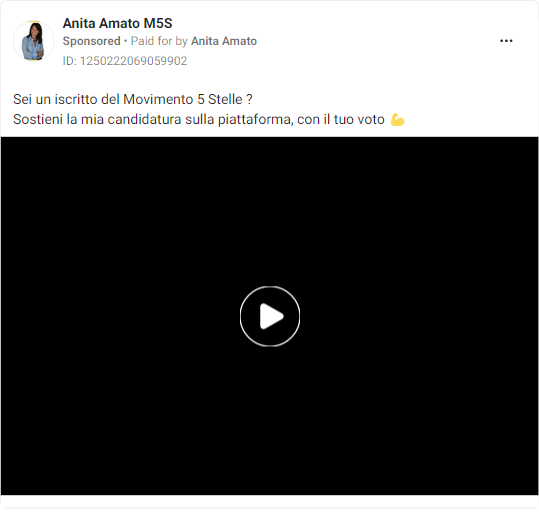 Anita Amato M5S
Sponsored • Paid for by Anita Amato
ID: 1250222069059902
Sei un iscritto del Movimento 5 Stelle ?
Sostieni la mia candidatura sulla piattaforma, con il tuo voto 💪